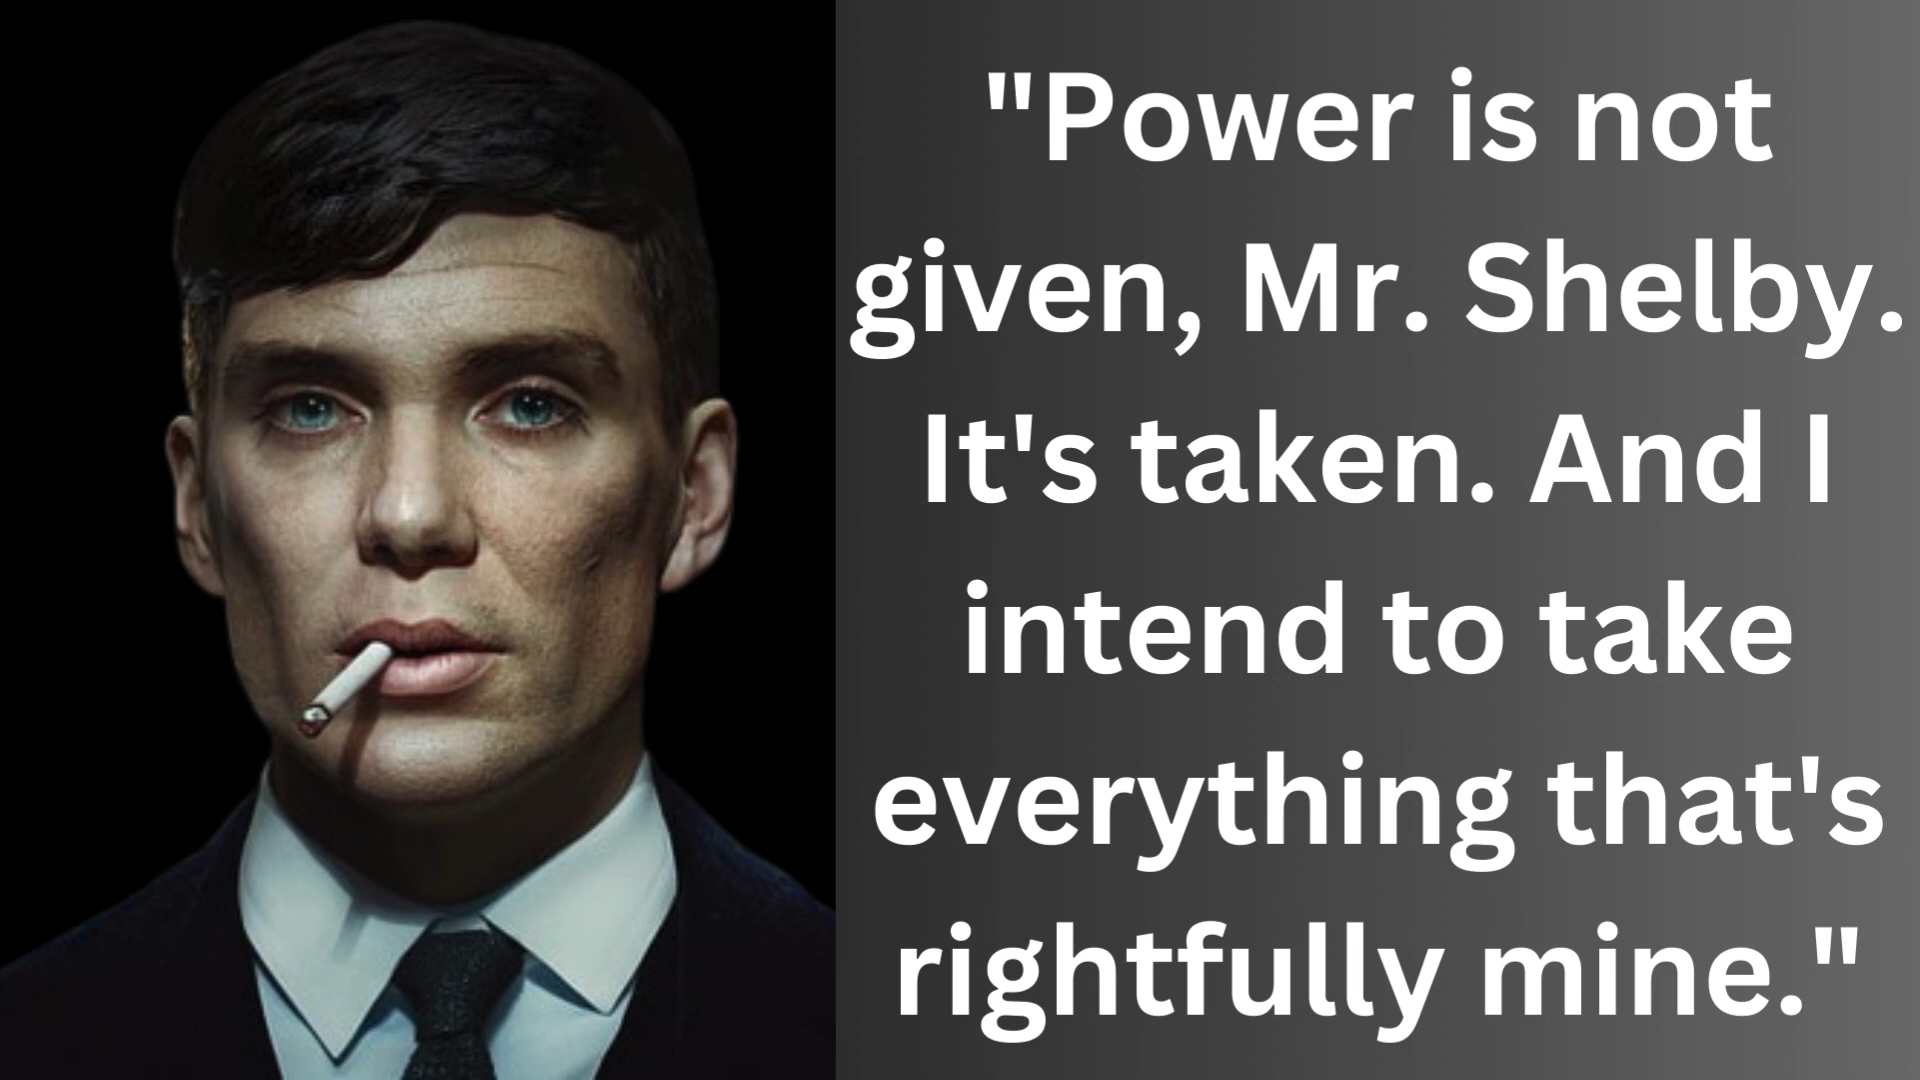 "Power is not
given, Mr. Shelby.
It's taken. And I
intend to take
everything that's
rightfully mine."